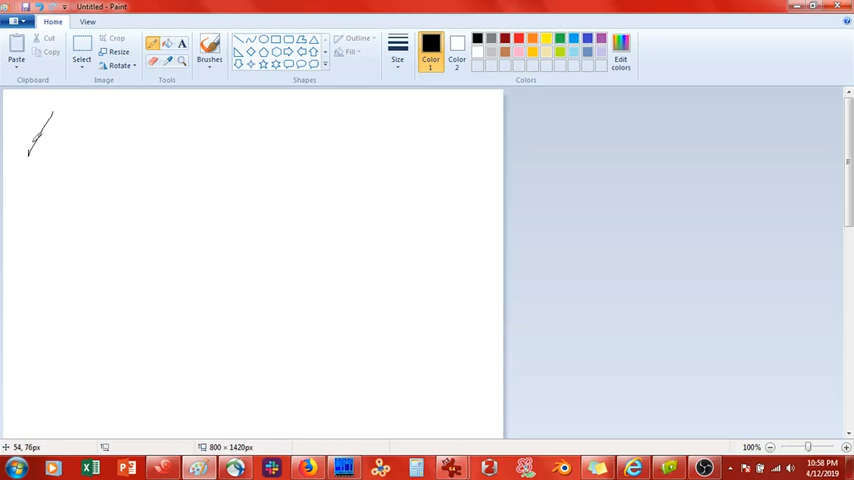 Untitled - Paint
Home View
Paste
Cut
Copy
Clipboard
Select
Crop
Resize
Rotate
Image
A
Tools
Brushes
Outline
Fill
Shapes
Size
Color 1
Color 2
Edit colors
Colors
54, 76px
800 × 1420px
100%
64
10:58 PM
4/12/2019